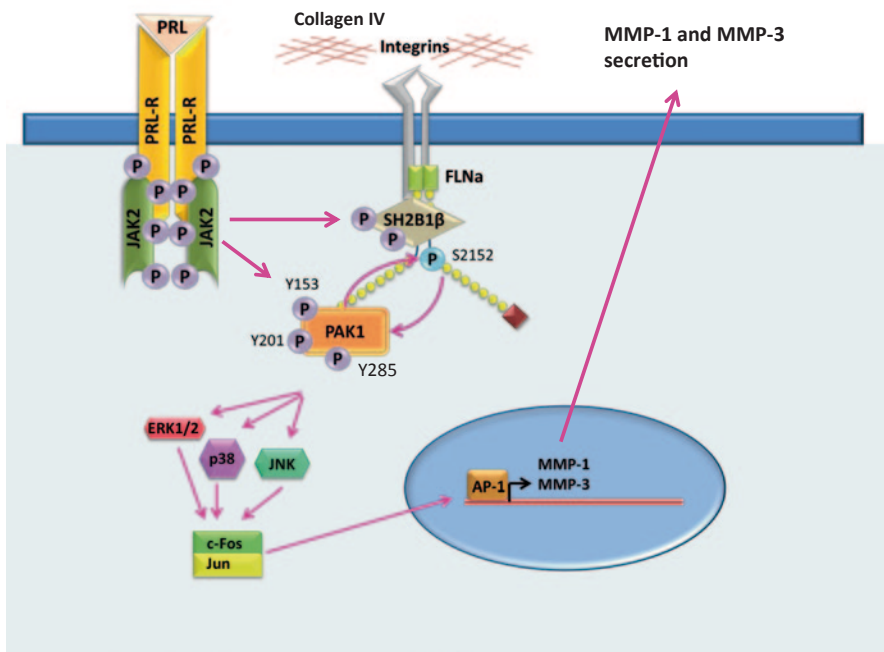 PRL
Collagen IV
Integrins
MMP-1 and MMP-3
secretion
PRL-R
PRL-R
P
P
P
P
FLNa
JAK2
JAK2
P
SH2B1β
P
P
P
P
S2152
P
P
Y153
P
PAK1
Y201
P
P
Y285
ERK1/2
p38
JNK
MMP-1
AP-1
MMP-3
c-Fos
Jun